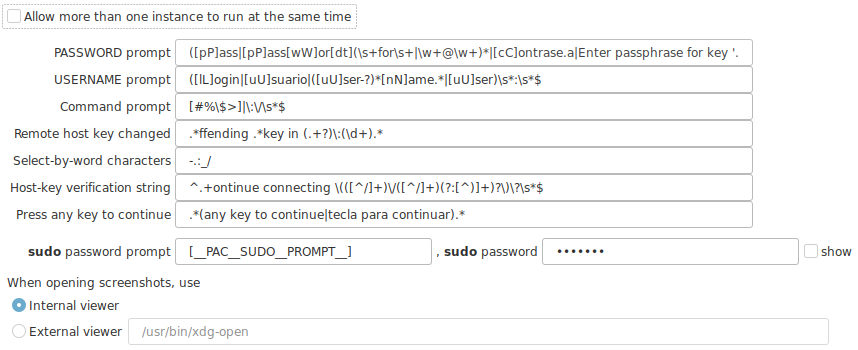 Allow more than one instance to run at the same time
PASSWORD prompt ([pP]ass|[pP]ass[wW]or[dt](\s+for\s+|\w+@\w+)*|[cC]ontrase.a|Enter passphrase for key '.
USERNAME prompt ([lL]ogin|[uU]suario|([uU]ser-?)*[nN]ame.*|[uU]ser)\s*:\s*$
Command prompt [#%\$>]|\:\/\s*$
Remote host key changed .*ffending .*key in (.+?)\:(\d+).*
Select-by-word characters -.:_/
Host-key verification string ^.+ontinue connecting \(([^/]+)\/([^/]+)(?:[^)]+)?\)\?\s*$
Press any key to continue .*(any key to continue|tecla para continuar).*
sudo password prompt [__PAC__SUDO__PROMPT__] , sudo password ••••••• show
When opening screenshots, use
Internal viewer
External viewer /usr/bin/xdg-open